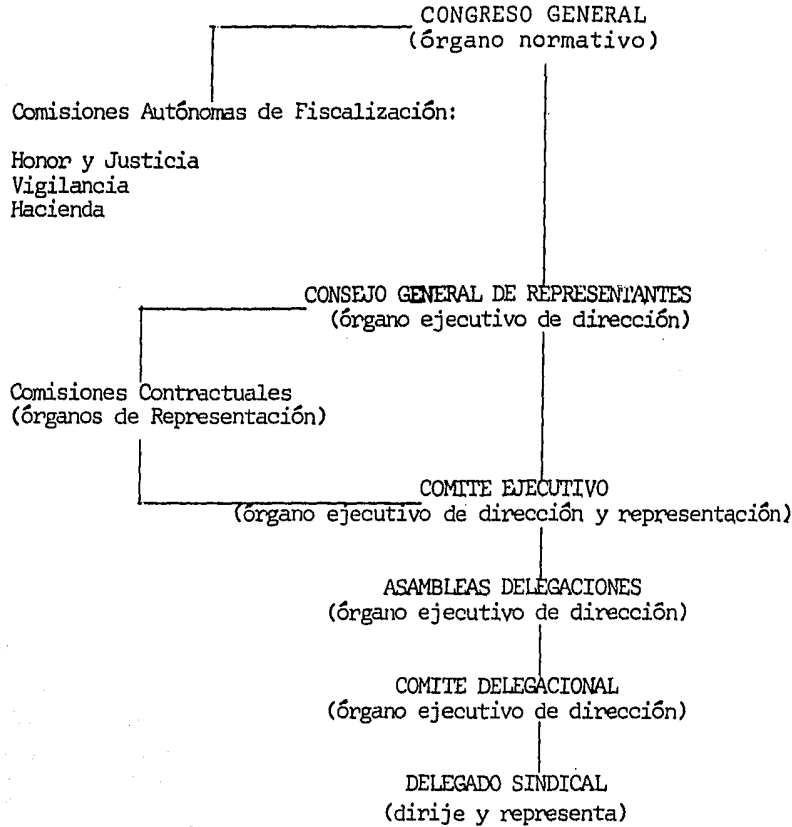 CONGRESO GENERAL
(órgano normativo)
Comisiones Autónomas de Fiscalización:
Honor y Justicia
Vigilancia
Hacienda
CONSEJO GENERAL DE REPRESENTANTES
(órgano ejecutivo de dirección)
Comisiones Contractuales
(órganos de Representación)
COMITE EJECUTIVO
(órgano ejecutivo de dirección y representación)
ASAMBLEAS DELEGACIONES
(órgano ejecutivo de dirección)
COMITE DELEGACIONAL
(órgano ejecutivo de dirección)
DELEGADO SINDICAL
(dirije y representa)